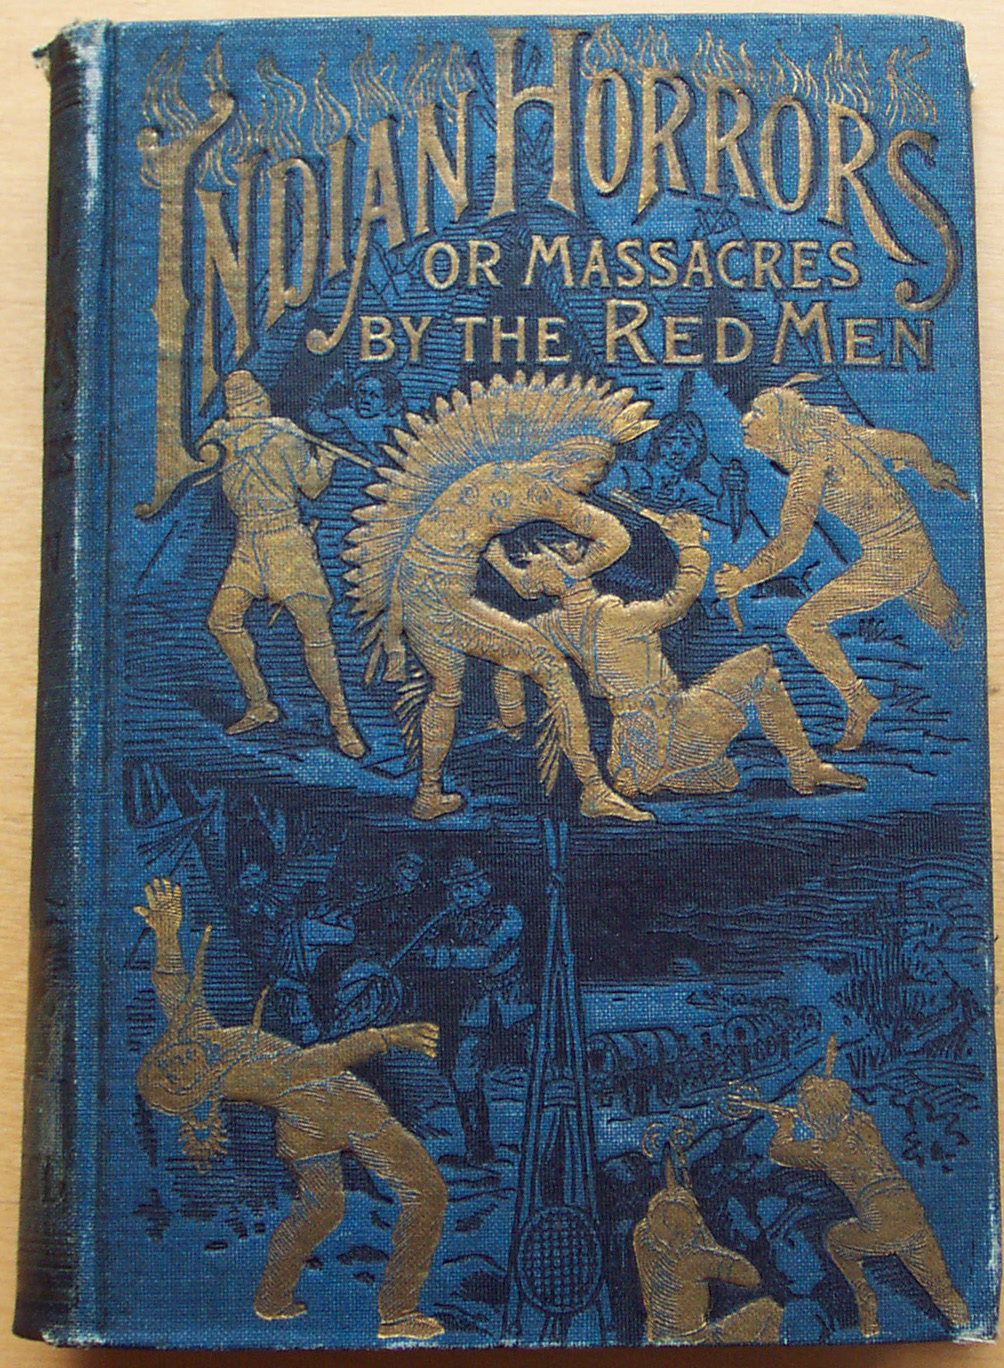 INDIAN HORRORS
OR MASSACRES
BY THE RED MEN